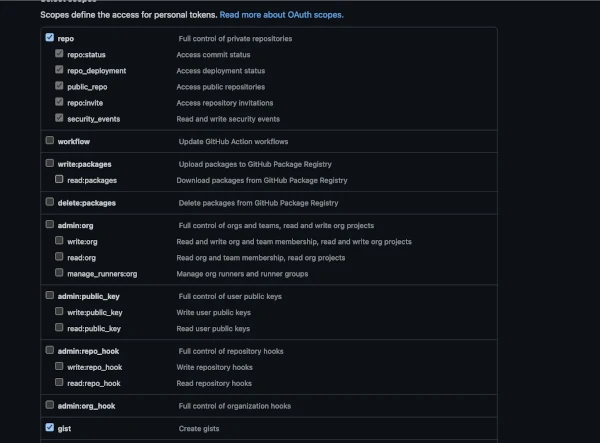 Select scopes
Scopes define the access for personal tokens. Read more about OAuth scopes.
repo Full control of private repositories
repo:status Access commit status
repo_deployment Access deployment status
public_repo Access public repositories
repo:invite Access repository invitations
security_events Read and write security events
workflow Update GitHub Action workflows
write:packages Upload packages to GitHub Package Registry
read:packages Download packages from GitHub Package Registry
delete:packages Delete packages from GitHub Package Registry
admin:org Full control of orgs and teams, read and write org projects
write:org Read and write org and team membership, read and write org projects
read:org Read org and team membership, read org projects
manage_runners:org Manage org runners and runner groups
admin:public_key Full control of user public keys
write:public_key Write user public keys
read:public_key Read user public keys
admin:repo_hook Full control of repository hooks
write:repo_hook Write repository hooks
read:repo_hook Read repository hooks
admin:org_hook Full control of organization hooks
gist Create gists